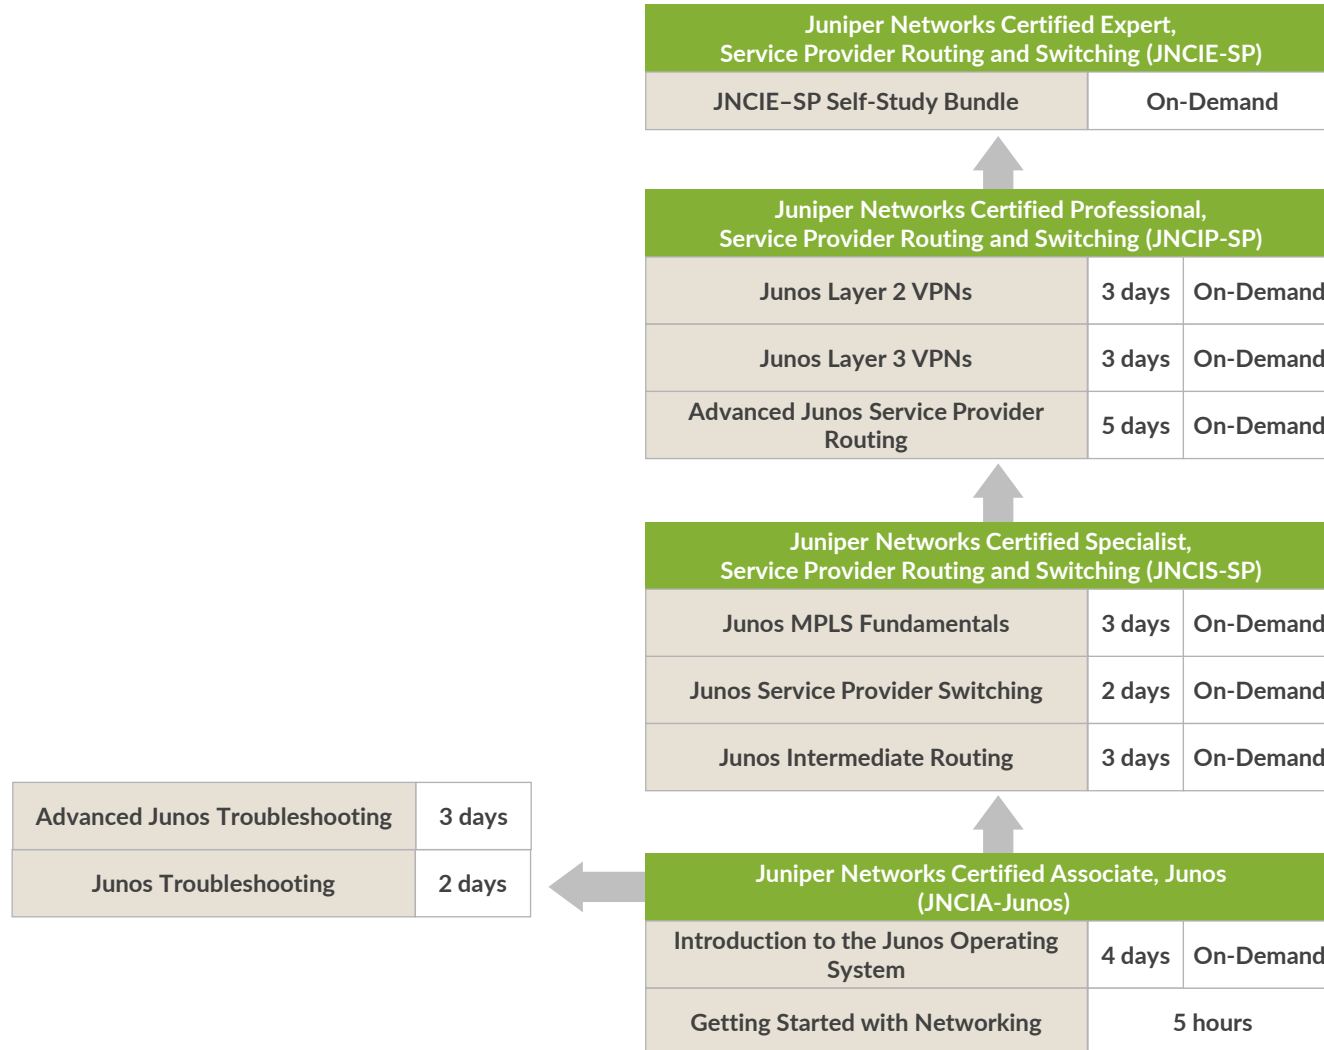 Juniper Networks Certified Expert,
Service Provider Routing and Switching (JNCIE-SP)
JNCIE–SP Self-Study Bundle On-Demand
Juniper Networks Certified Professional,
Service Provider Routing and Switching (JNCIP-SP)
Junos Layer 2 VPNs 3 days On-Demand
Junos Layer 3 VPNs 3 days On-Demand
Advanced Junos Service Provider
Routing 5 days On-Demand
Juniper Networks Certified Specialist,
Service Provider Routing and Switching (JNCIS-SP)
Junos MPLS Fundamentals 3 days On-Demand
Junos Service Provider Switching 2 days On-Demand
Junos Intermediate Routing 3 days On-Demand
Advanced Junos Troubleshooting 3 days
Junos Troubleshooting 2 days
Juniper Networks Certified Associate, Junos
(JNCIA-Junos)
Introduction to the Junos Operating
System 4 days On-Demand
Getting Started with Networking 5 hours